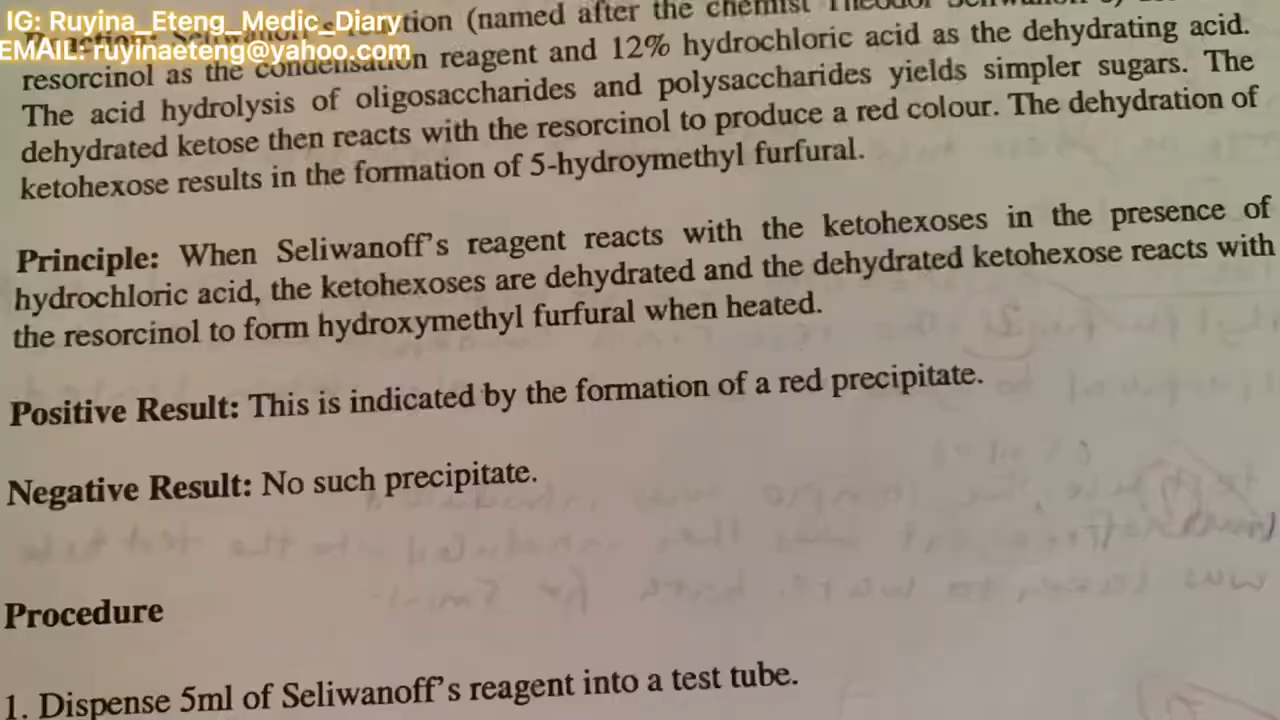 IG: Ruyina_Eteng_Medic_Diary
EMAIL: ruyinaeteng@yahoo.com
(named after the chemist
resorcinol as the condensation reagent and 12% hydrochloric acid as the dehydrating acid.
The acid hydrolysis of oligosaccharides and polysaccharides yields simpler sugars. The
dehydrated ketose then reacts with the resorcinol to produce a red colour. The dehydration of
ketohexose results in the formation of 5-hydroymethyl furfural.
Principle: When Seliwanoff's reagent reacts with the ketohexoses in the presence of
hydrochloric acid, the ketohexoses are dehydrated and the dehydrated ketohexose reacts with
the resorcinol to form hydroxymethyl furfural when heated.
Positive Result: This is indicated by the formation of a red precipitate.
Negative Result: No such precipitate.
Procedure
1. Dispense 5ml of Seliwanoff's reagent into a test tube.